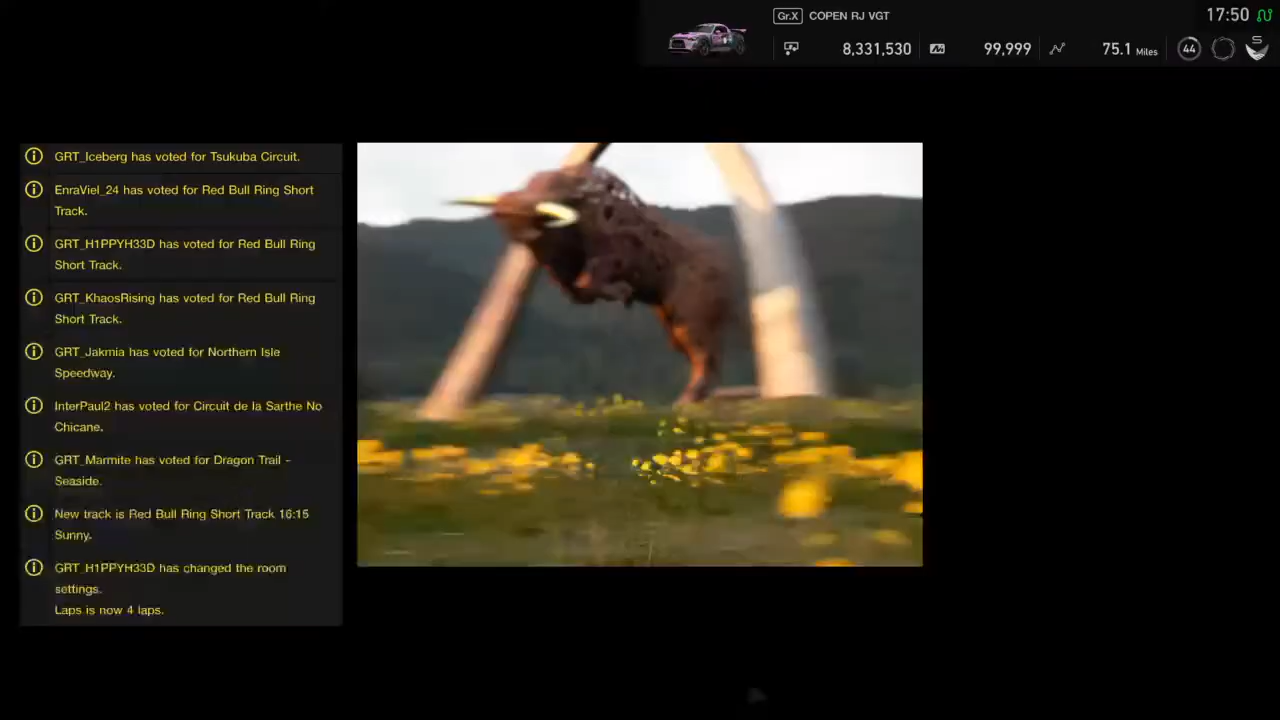 Gr.X COPEN RJ VGT
17:50
8,331,530 99,999 75.1 Miles 44 S
GRT_Iceberg has voted for Tsukuba Circuit.
EnraViel_24 has voted for Red Bull Ring Short
Track.
GRT_H1PPYH33D has voted for Red Bull Ring
Short Track.
GRT_KhaosRising has voted for Red Bull Ring
Short Track.
GRT_Jakmia has voted for Northern Isle
Speedway.
InterPaul2 has voted for Circuit de la Sarthe No
Chicane.
GRT_Marmite has voted for Dragon Trail -
Seaside.
New track is Red Bull Ring Short Track 16:15
Sunny.
GRT_H1PPYH33D has changed the room
settings.
Laps is now 4 laps.